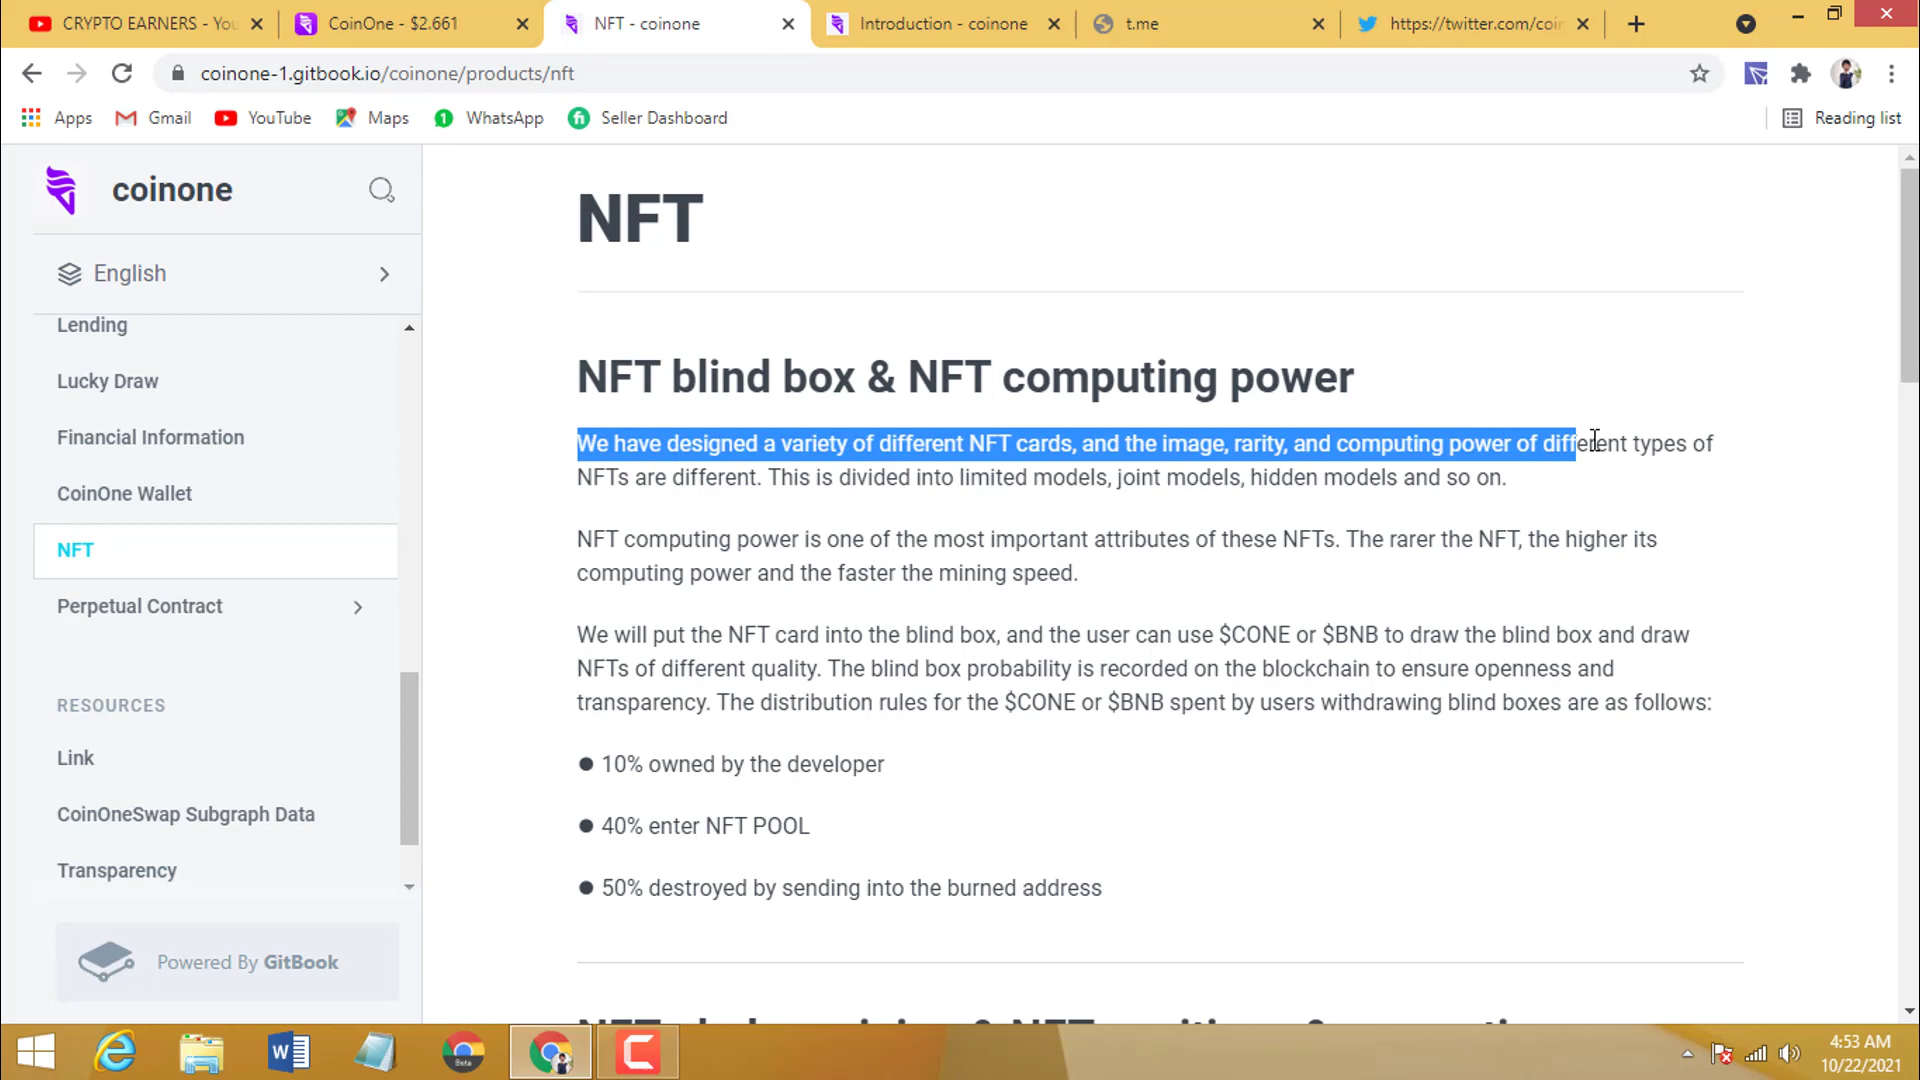 CRYPTO EARNERS - Yo
CoinOne - $2.661
NFT - coinone
Introduction - coinone
t.me
https://twitter.com/coi
coinone-1.gitbook.io/coinone/products/nft
Apps
Gmail
YouTube
Maps
WhatsApp
Seller Dashboard
Reading list
coinone
English
Lending
Lucky Draw
Financial Information
CoinOne Wallet
NFT
Perpetual Contract
RESOURCES
Link
CoinOneSwap Subgraph Data
Transparency
Powered By GitBook
NFT
NFT blind box & NFT computing power
We have designed a variety of different NFT cards, and the image, rarity, and computing power of different types of
NFTs are different. This is divided into limited models, joint models, hidden models and so on.
NFT computing power is one of the most important attributes of these NFTs. The rarer the NFT, the higher its
computing power and the faster the mining speed.
We will put the NFT card into the blind box, and the user can use $CONE or $BNB to draw the blind box and draw
NFTs of different quality. The blind box probability is recorded on the blockchain to ensure openness and
transparency. The distribution rules for the $CONE or $BNB spent by users withdrawing blind boxes are as follows:
● 10% owned by the developer
● 40% enter NFT POOL
● 50% destroyed by sending into the burned address
Beta
4:53 AM
10/22/2021